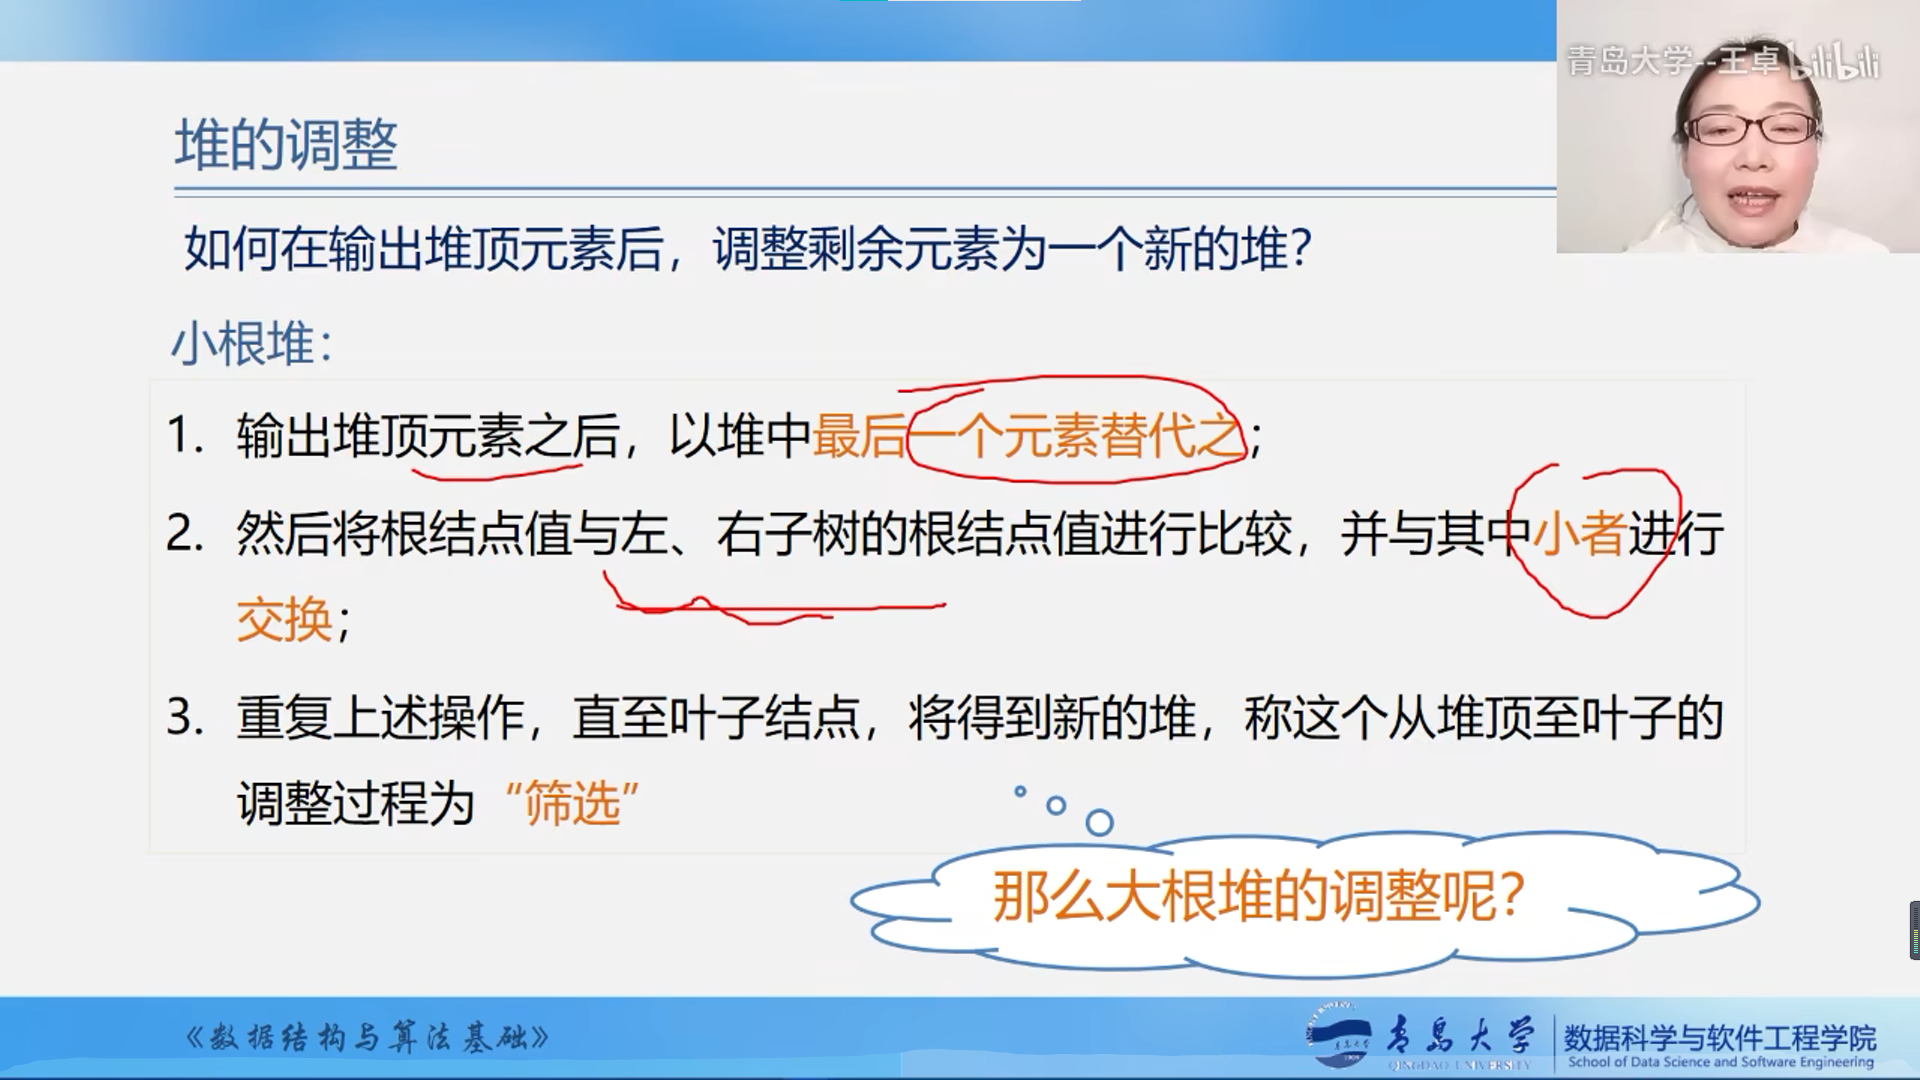 青岛大学--王卓 bilibili
堆的调整
如何在输出堆顶元素后，调整剩余元素为一个新的堆？
小根堆：
1. 输出堆顶元素之后，以堆中最后一个元素替代之；
2. 然后将根结点值与左、右子树的根结点值进行比较，并与其中小者进行
交换；
3. 重复上述操作，直至叶子结点，将得到新的堆，称这个从堆顶至叶子的
调整过程为“筛选”
那么大根堆的调整呢？
《数据结构与算法基础》
青岛大学
QINGDAO UNIVERSITY
数据科学与软件工程学院
School of Data Science and Software Engineering